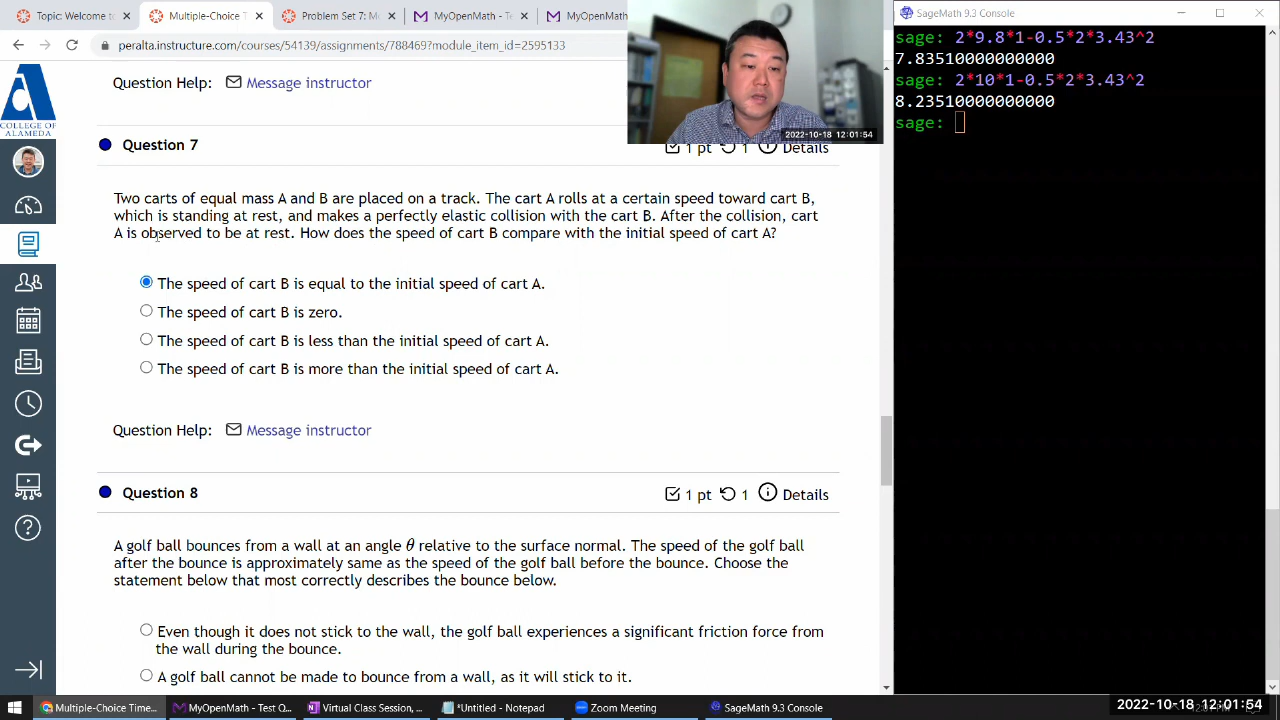 Topic Welcome t
Multiple
blem Set 7.
MyO
MyOpenMath -
SageMath 9.3 Console
peralta.instruc
sage: 2*9.8*1-0.5*2*3.43^2
7.83510000000000
sage: 2*10*1-0.5*2*3.43^2
8.23510000000000
sage:
Question Help: Message instructor
COLLEGE OF
ALAMEDA
2022-10-18 12:01:54
Question 7
1 pt 1 Details
Two carts of equal mass A and B are placed on a track. The cart A rolls at a certain speed toward cart B,
which is standing at rest, and makes a perfectly elastic collision with the cart B. After the collision, cart
A is observed to be at rest. How does the speed of cart B compare with the initial speed of cart A?
The speed of cart B is equal to the initial speed of cart A.
The speed of cart B is zero.
The speed of cart B is less than the initial speed of cart A.
The speed of cart B is more than the initial speed of cart A.
Question Help: Message instructor
Question 8
1 pt 1 Details
A golf ball bounces from a wall at an angle θ relative to the surface normal. The speed of the golf ball
after the bounce is approximately same as the speed of the golf ball before the bounce. Choose the
statement below that most correctly describes the bounce below.
Even though it does not stick to the wall, the golf ball experiences a significant friction force from
the wall during the bounce.
A golf ball cannot be made to bounce from a wall, as it will stick to it.
Multiple-Choice Time...
MyOpenMath - Test Q...
Virtual Class Session, ...
Untitled - Notepad
Zoom Meeting
SageMath 9.3 Console
2022-10-18 12:01:54